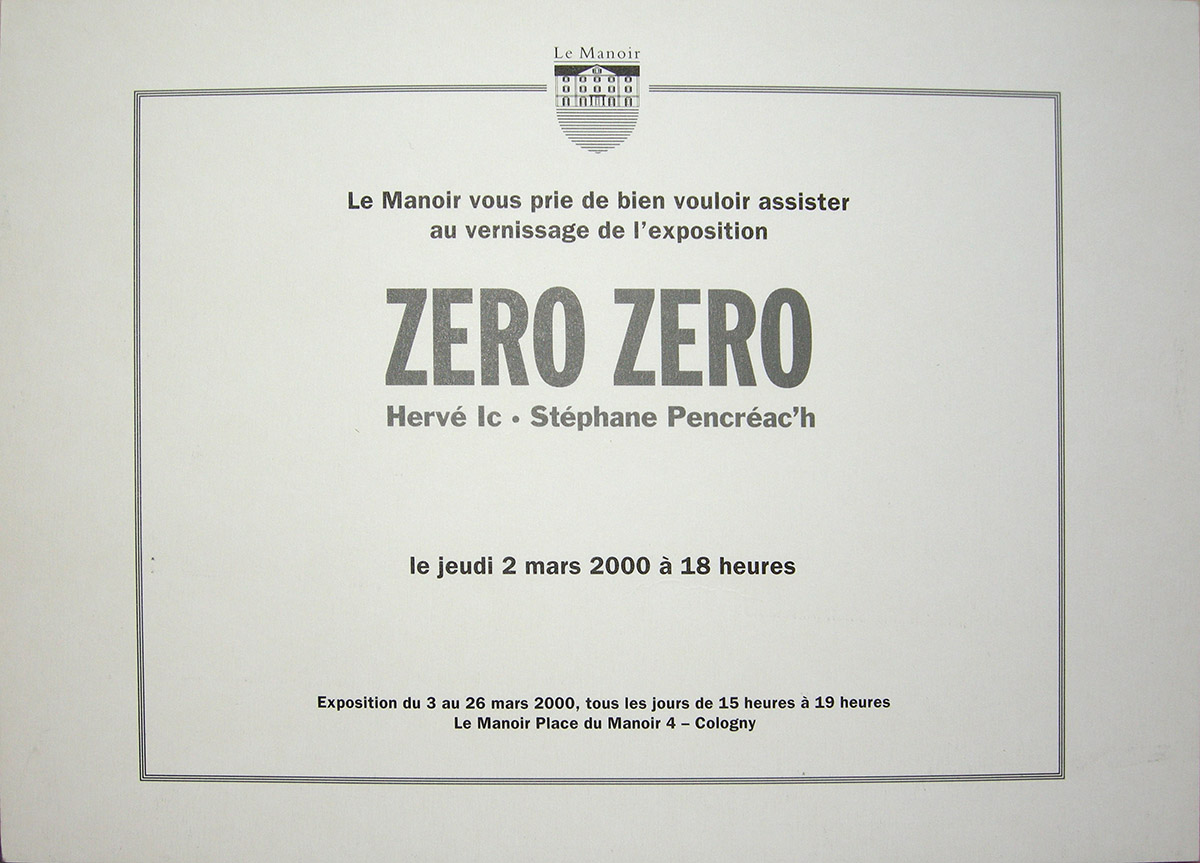 Le Manoir
Le Manoir vous prie de bien vouloir assister
au vernissage de l’exposition
ZERO ZERO
Hervé Ic • Stéphane Pencréac’h
le jeudi 2 mars 2000 à 18 heures
Exposition du 3 au 26 mars 2000, tous les jours de 15 heures à 19 heures
Le Manoir Place du Manoir 4 – Cologny